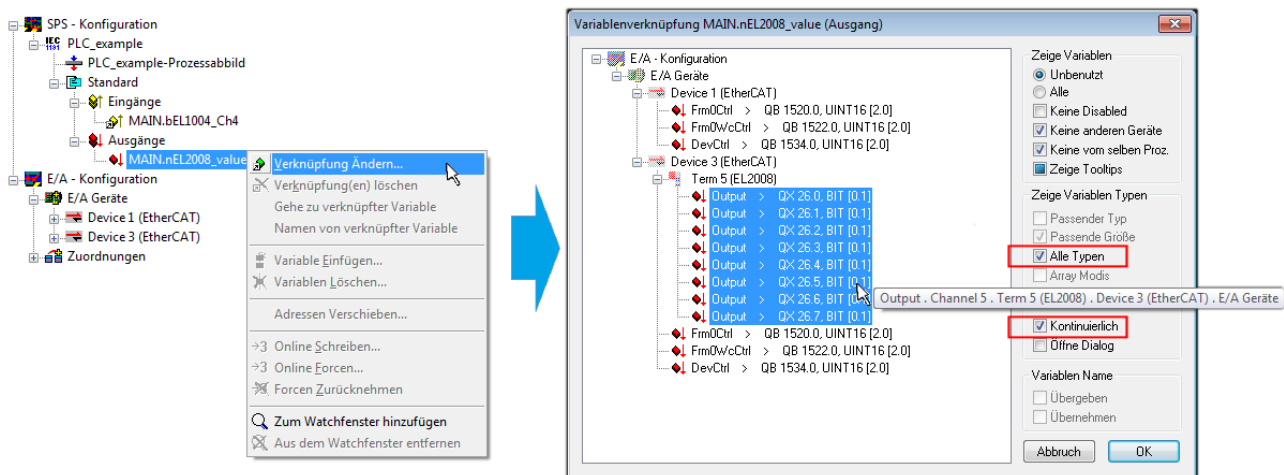 SPS - Konfiguration
IEC 1131 PLC_example
PLC_example-Prozessabbild
Standard
Eingänge
MAIN.bEL1004_Ch4
Ausgänge
MAIN.nEL2008_value
E/A - Konfiguration
E/A Geräte
Device 1 (EtherCAT)
Device 3 (EtherCAT)
Zuordnungen
Verknüpfung Ändern...
Verknüpfung(en) löschen
Gehe zu verknüpfter Variable
Namen von verknüpfter Variable
Variable Einfügen...
Variablen Löschen...
Adressen Verschieben...
→3 Online Schreiben...
→3 Online Forcen...
Forcen Zurücknehmen
Zum Watchfenster hinzufügen
Aus dem Watchfenster entfernen
Variablenverknüpfung MAIN.nEL2008_value (Ausgang)
E/A - Konfiguration
E/A Geräte
Device 1 (EtherCAT)
Frm0Ctrl > QB 1520.0, UINT16 [2.0]
Frm0WcCtrl > QB 1522.0, UINT16 [2.0]
DevCtrl > QB 1534.0, UINT16 [2.0]
Device 3 (EtherCAT)
Term 5 (EL2008)
Output > QX 26.0, BIT [0.1]
Output > QX 26.1, BIT [0.1]
Output > QX 26.2, BIT [0.1]
Output > QX 26.3, BIT [0.1]
Output > QX 26.4, BIT [0.1]
Output > QX 26.5, BIT [0.1]
Output > QX 26.6, BIT [0.1]
Output > QX 26.7, BIT [0.1]
Frm0Ctrl > QB 1520.0, UINT16 [2.0]
Frm0WcCtrl > QB 1522.0, UINT16 [2.0]
DevCtrl > QB 1534.0, UINT16 [2.0]
Output . Channel 5 . Term 5 (EL2008) . Device 3 (EtherCAT) . E/A Geräte
Zeige Variablen
Unbenutzt
Alle
Keine Disabled
Keine anderen Geräte
Keine vom selben Proz.
Zeige Tooltips
Zeige Variablen Typen
Passender Typ
Passende Größe
Alle Typen
Array Modis
Kontinuierlich
Öffne Dialog
Variablen Name
Übergeben
Übernehmen
Abbruch
OK